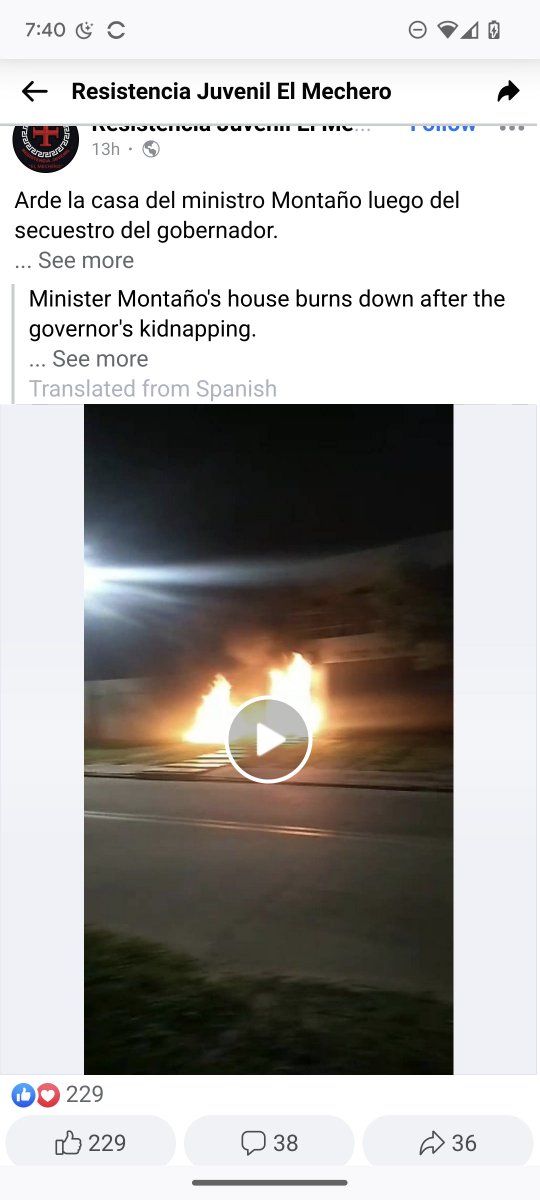 7:40
Resistencia Juvenil El Mechero
Resistencia Juvenil El Me... Follow
13h
Arde la casa del ministro Montaño luego del
secuestro del gobernador.
... See more
Minister Montaño's house burns down after the
governor's kidnapping.
... See more
Translated from Spanish
229
229
38
36